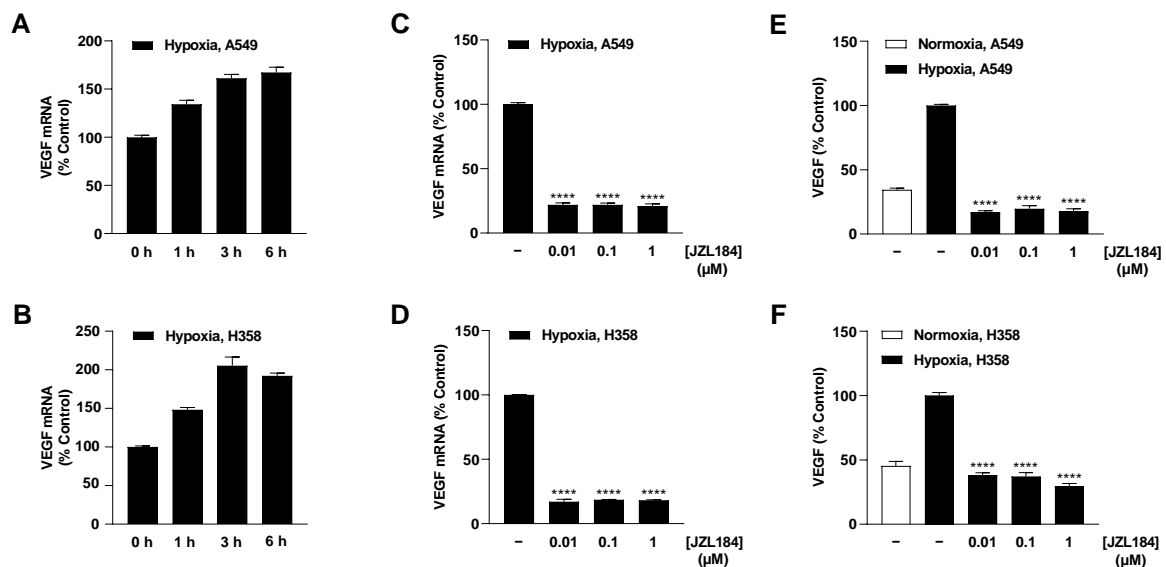 A
Hypoxia, A549
VEGF mRNA
(% Control)
200
150
100
50
0
0 h 1 h 3 h 6 h
C
Hypoxia, A549
VEGF mRNA (% Control)
150
100
50
0
**** **** ****
– 0.01 0.1 1 [JZL184]
(µM)
E
Normoxia, A549
Hypoxia, A549
VEGF (% Control)
150
100
50
0
**** **** ****
– – 0.01 0.1 1 [JZL184]
(µM)
B
Hypoxia, H358
VEGF mRNA
(% Control)
250
200
150
100
50
0
0 h 1 h 3 h 6 h
D
Hypoxia, H358
VEGF mRNA (% Control)
150
100
50
0
**** **** ****
– 0.01 0.1 1 [JZL184]
(µM)
F
Normoxia, H358
Hypoxia, H358
VEGF (% Control)
150
100
50
0
**** **** ****
– – 0.01 0.1 1 [JZL184]
(µM)